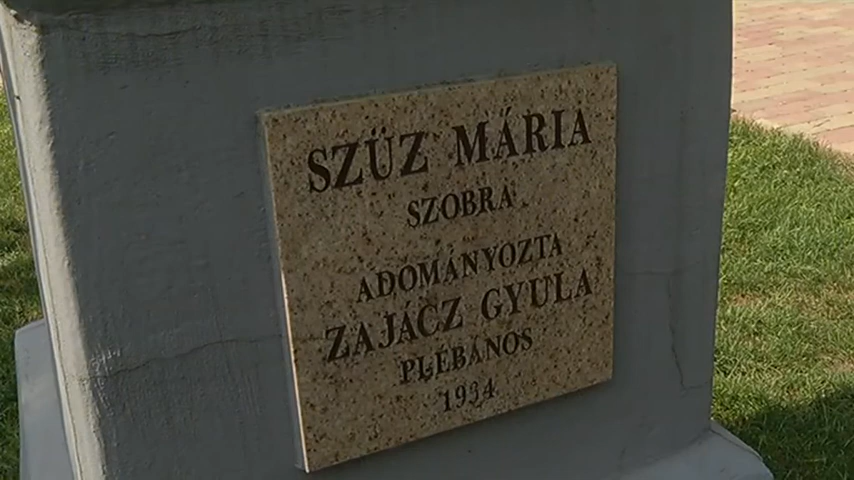 SZŰZ MÁRIA
SZOBRA
ADOMÁNYOZTA
ZAJÁCZ GYULA
PLÉBÁNOS
1934